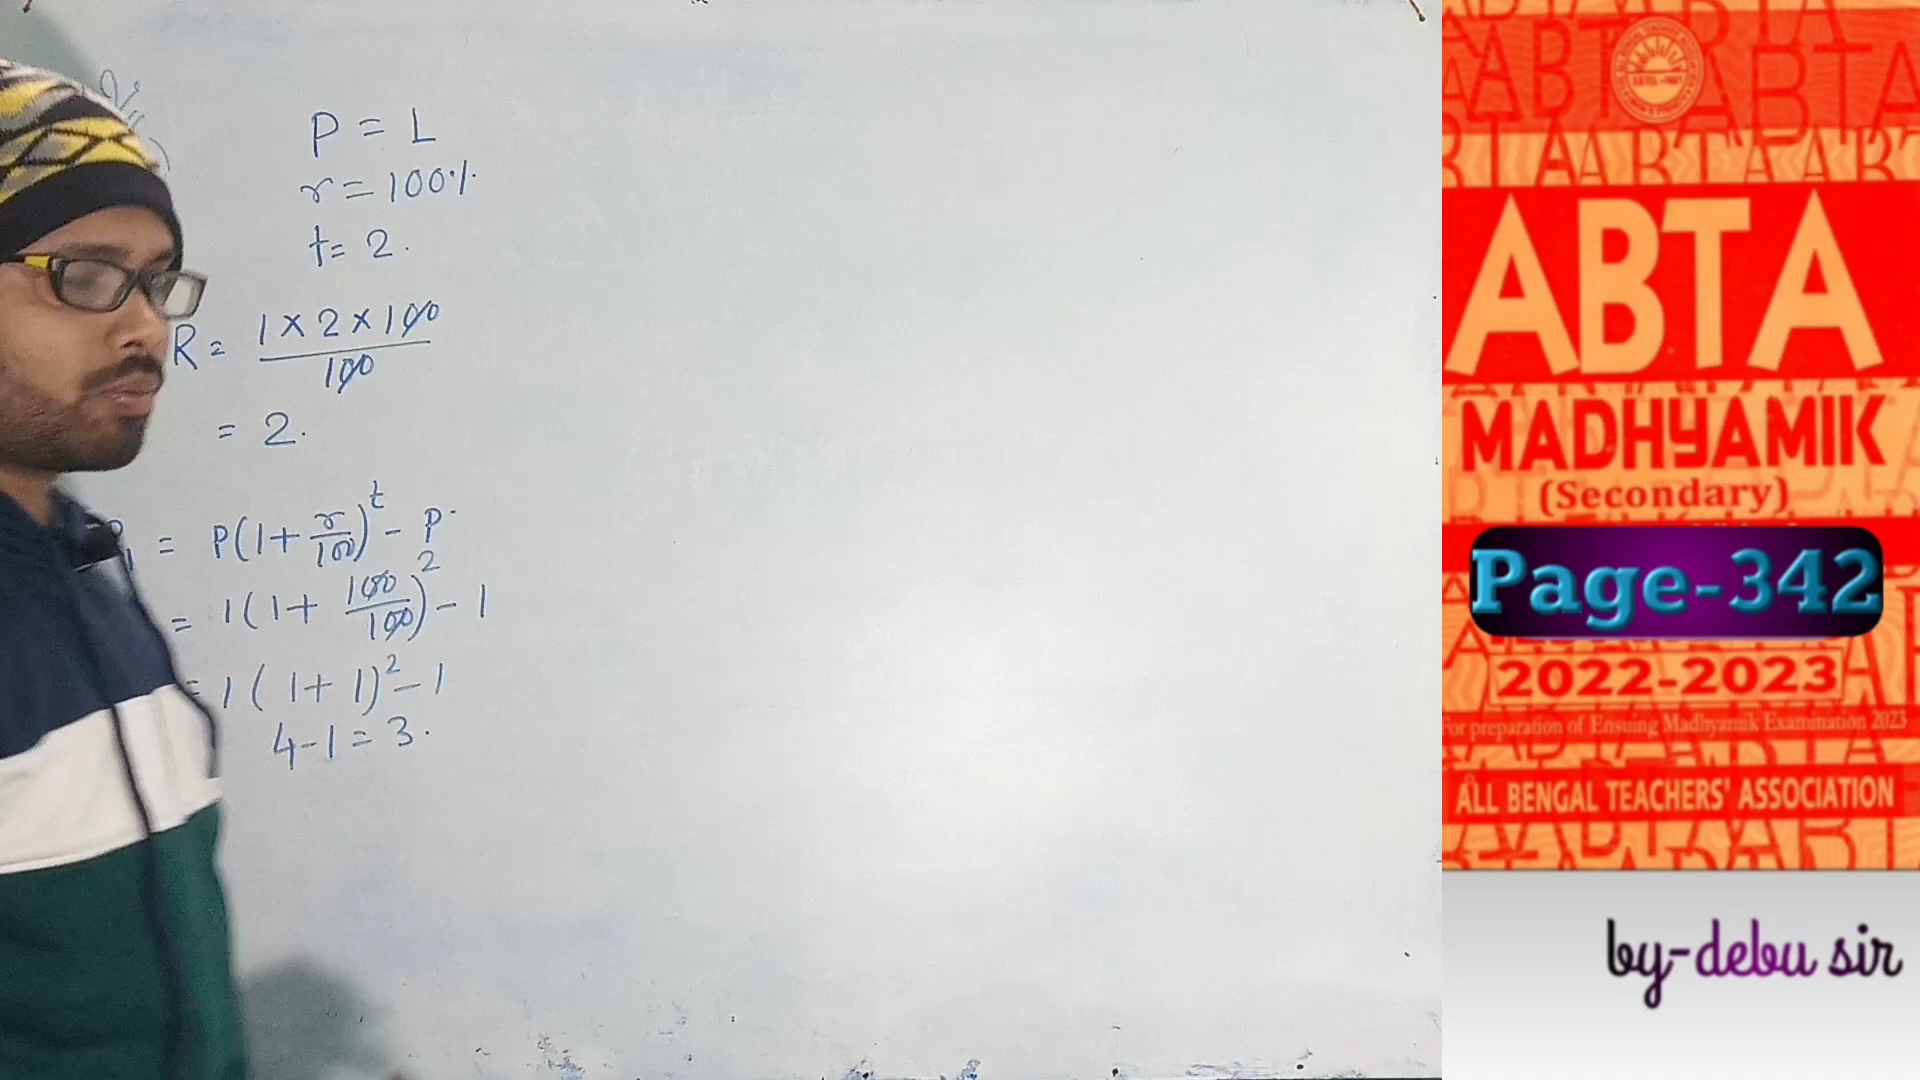 P = L
r = 100%
t = 2.
R = 1 × 2 × 100 / 100
= 2.
= P(1 + r/100)^t - P.
= 1(1 + 100/100)^2 - 1
= 1(1 + 1)^2 - 1
4 - 1 = 3.
ABTA
MADHYAMIK
(Secondary)
Page-342
2022-2023
For preparation of Ensuing Madhyamik Examination 2023
ALL BENGAL TEACHERS' ASSOCIATION
by-debu sir